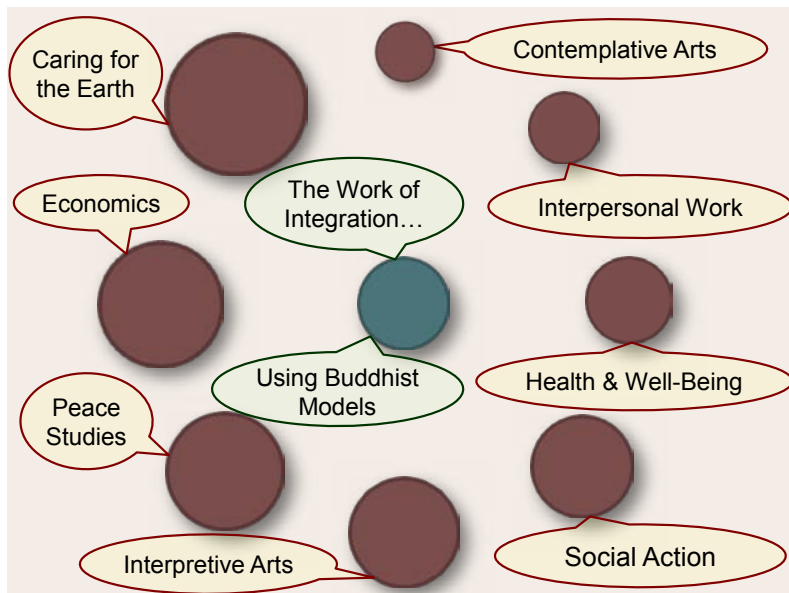 Caring for
the Earth
Contemplative Arts
Interpersonal Work
The Work of
Integration…
Economics
Using Buddhist
Models
Health & Well-Being
Peace
Studies
Interpretive Arts
Social Action